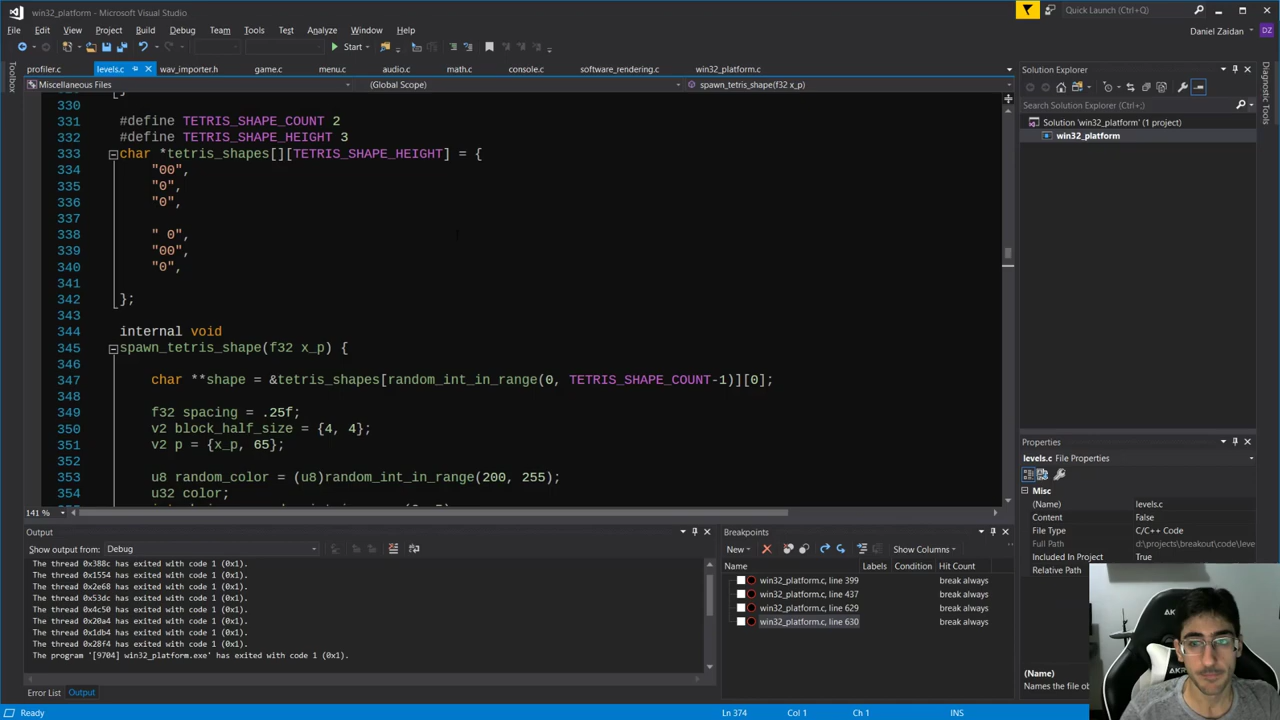 win32_platform - Microsoft Visual Studio
Quick Launch (Ctrl+Q)
File Edit View Project Build Debug Team Tools Test Analyze Window Help
Daniel Zaidan DZ
Start
Toolbox
profiler.c levels.c wav_importer.h game.c menu.c audio.c math.c console.c software_rendering.c win32_platform.c
Miscellaneous Files (Global Scope) spawn_tetris_shape(f32 x_p)
330
331 #define TETRIS_SHAPE_COUNT 2
332 #define TETRIS_SHAPE_HEIGHT 3
333 char *tetris_shapes[][TETRIS_SHAPE_HEIGHT] = {
334 "00",
335 "0",
336 "0",
337
338 " 0",
339 "00",
340 "0",
341
342 };
343
344 internal void
345 spawn_tetris_shape(f32 x_p) {
346
347 char **shape = &tetris_shapes[random_int_in_range(0, TETRIS_SHAPE_COUNT-1)][0];
348
349 f32 spacing = .25f;
350 v2 block_half_size = {4, 4};
351 v2 p = {x_p, 65};
352
353 u8 random_color = (u8)random_int_in_range(200, 255);
354 u32 color;
141 %
Solution Explorer
Search Solution Explorer (Ctrl+;)
Solution 'win32_platform' (1 project)
win32_platform
Diagnostic Tools
Properties
levels.c File Properties
Misc
(Name) levels.c
Content False
File Type C/C++ Code
Full Path d:\projects\breakout\code\leve
Included In Project True
Relative Path
(Name)
Names the file ob
Output
Show output from: Debug
The thread 0x388c has exited with code 1 (0x1).
The thread 0x1554 has exited with code 1 (0x1).
The thread 0x2e68 has exited with code 1 (0x1).
The thread 0x53dc has exited with code 1 (0x1).
The thread 0x4c50 has exited with code 1 (0x1).
The thread 0x20a4 has exited with code 1 (0x1).
The thread 0x1db4 has exited with code 1 (0x1).
The thread 0x28f4 has exited with code 1 (0x1).
The program '[9704] win32_platform.exe' has exited with code 1 (0x1).
Error List Output
Breakpoints
New Show Columns
Name Labels Condition Hit Count
win32_platform.c, line 399 break always
win32_platform.c, line 437 break always
win32_platform.c, line 629 break always
win32_platform.c, line 630 break always
Ready Ln 374 Col 1 Ch 1 INS